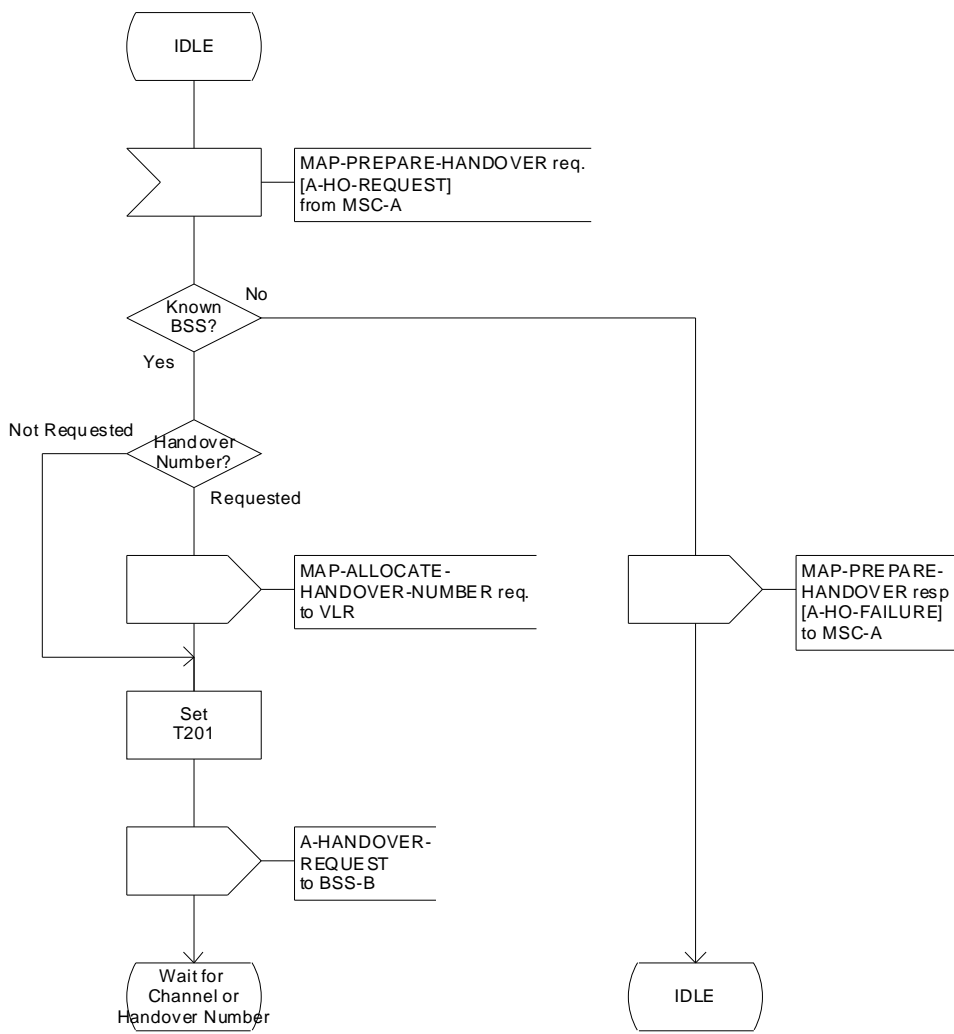 IDLE
MAP-PREPARE-HANDOVER req.
[A-HO-REQUEST]
from MSC-A
No
Known
BSS?
Yes
Not Requested
Handover
Number?
Requested
MAP-ALLOCATE-
HANDOVER-NUMBER req.
to VLR
MAP-PREPARE-
HANDOVER resp
[A-HO-FAILURE]
to MSC-A
Set
T201
A-HANDOVER-
REQUEST
to BSS-B
Wait for
Channel or
Handover Number
IDLE